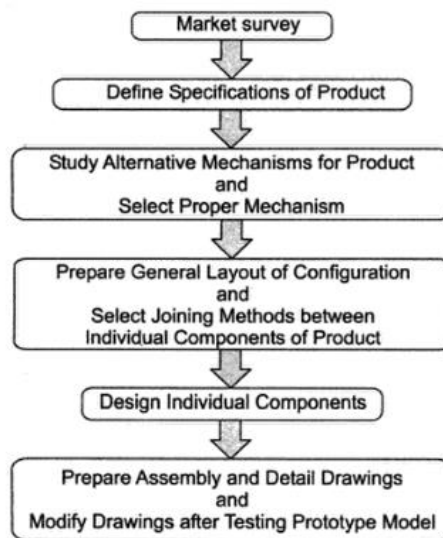 Market survey
Define Specifications of Product
Study Alternative Mechanisms for Product
and
Select Proper Mechanism
Prepare General Layout of Configuration
and
Select Joining Methods between
Individual Components of Product
Design Individual Components
Prepare Assembly and Detail Drawings
and
Modify Drawings after Testing Prototype Model